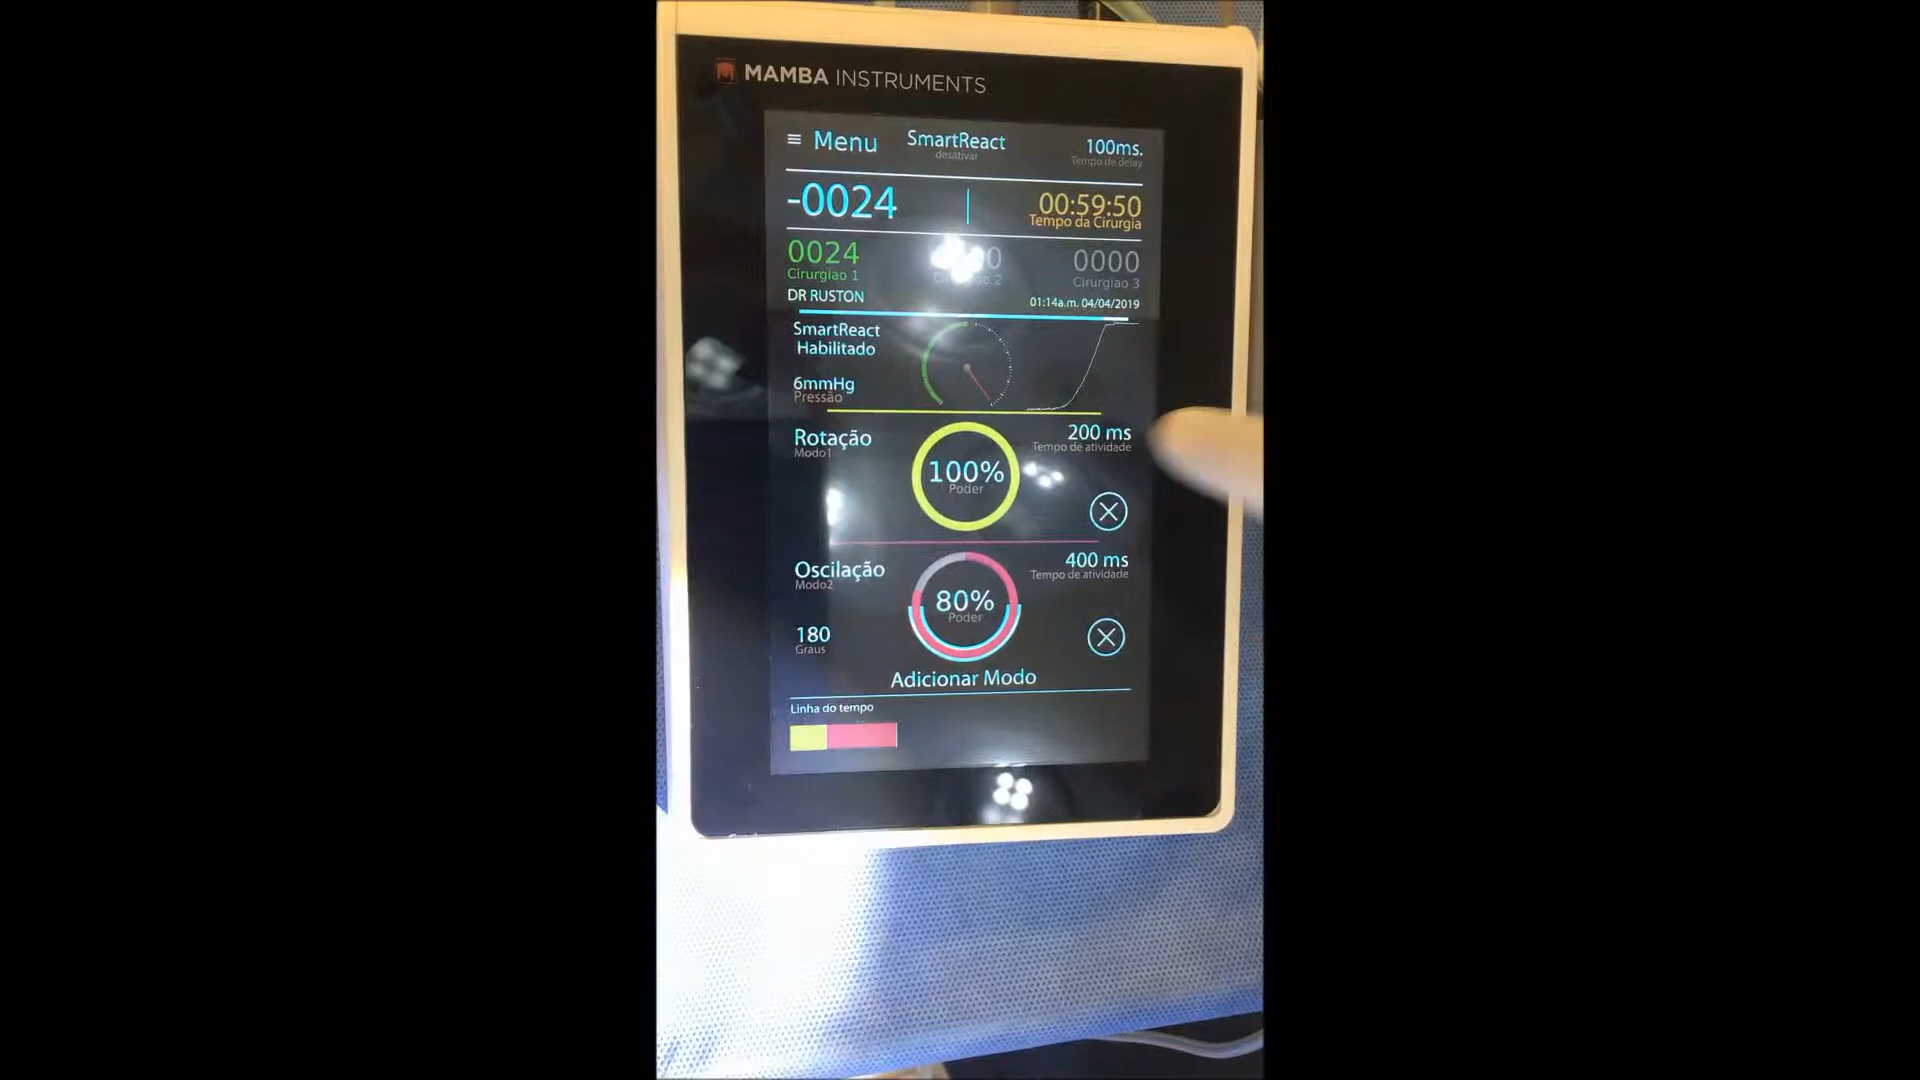 MAMBA INSTRUMENTS
≡ Menu SmartReact 100ms.
desativar Tempo de delay
-0024 00:59:50
Tempo da Cirurgia
0024 0000
Cirurgiao 1 Cirurgiao 2 Cirurgiao 3
DR RUSTON 01:14a.m. 04/04/2019
SmartReact
Habilitado
6mmHg
Pressão
Rotação 200 ms
Modo1 Tempo de atividade
100%
Poder
Oscilação 400 ms
Modo2 Tempo de atividade
80%
Poder
180
Graus
Adicionar Modo
Linha do tempo